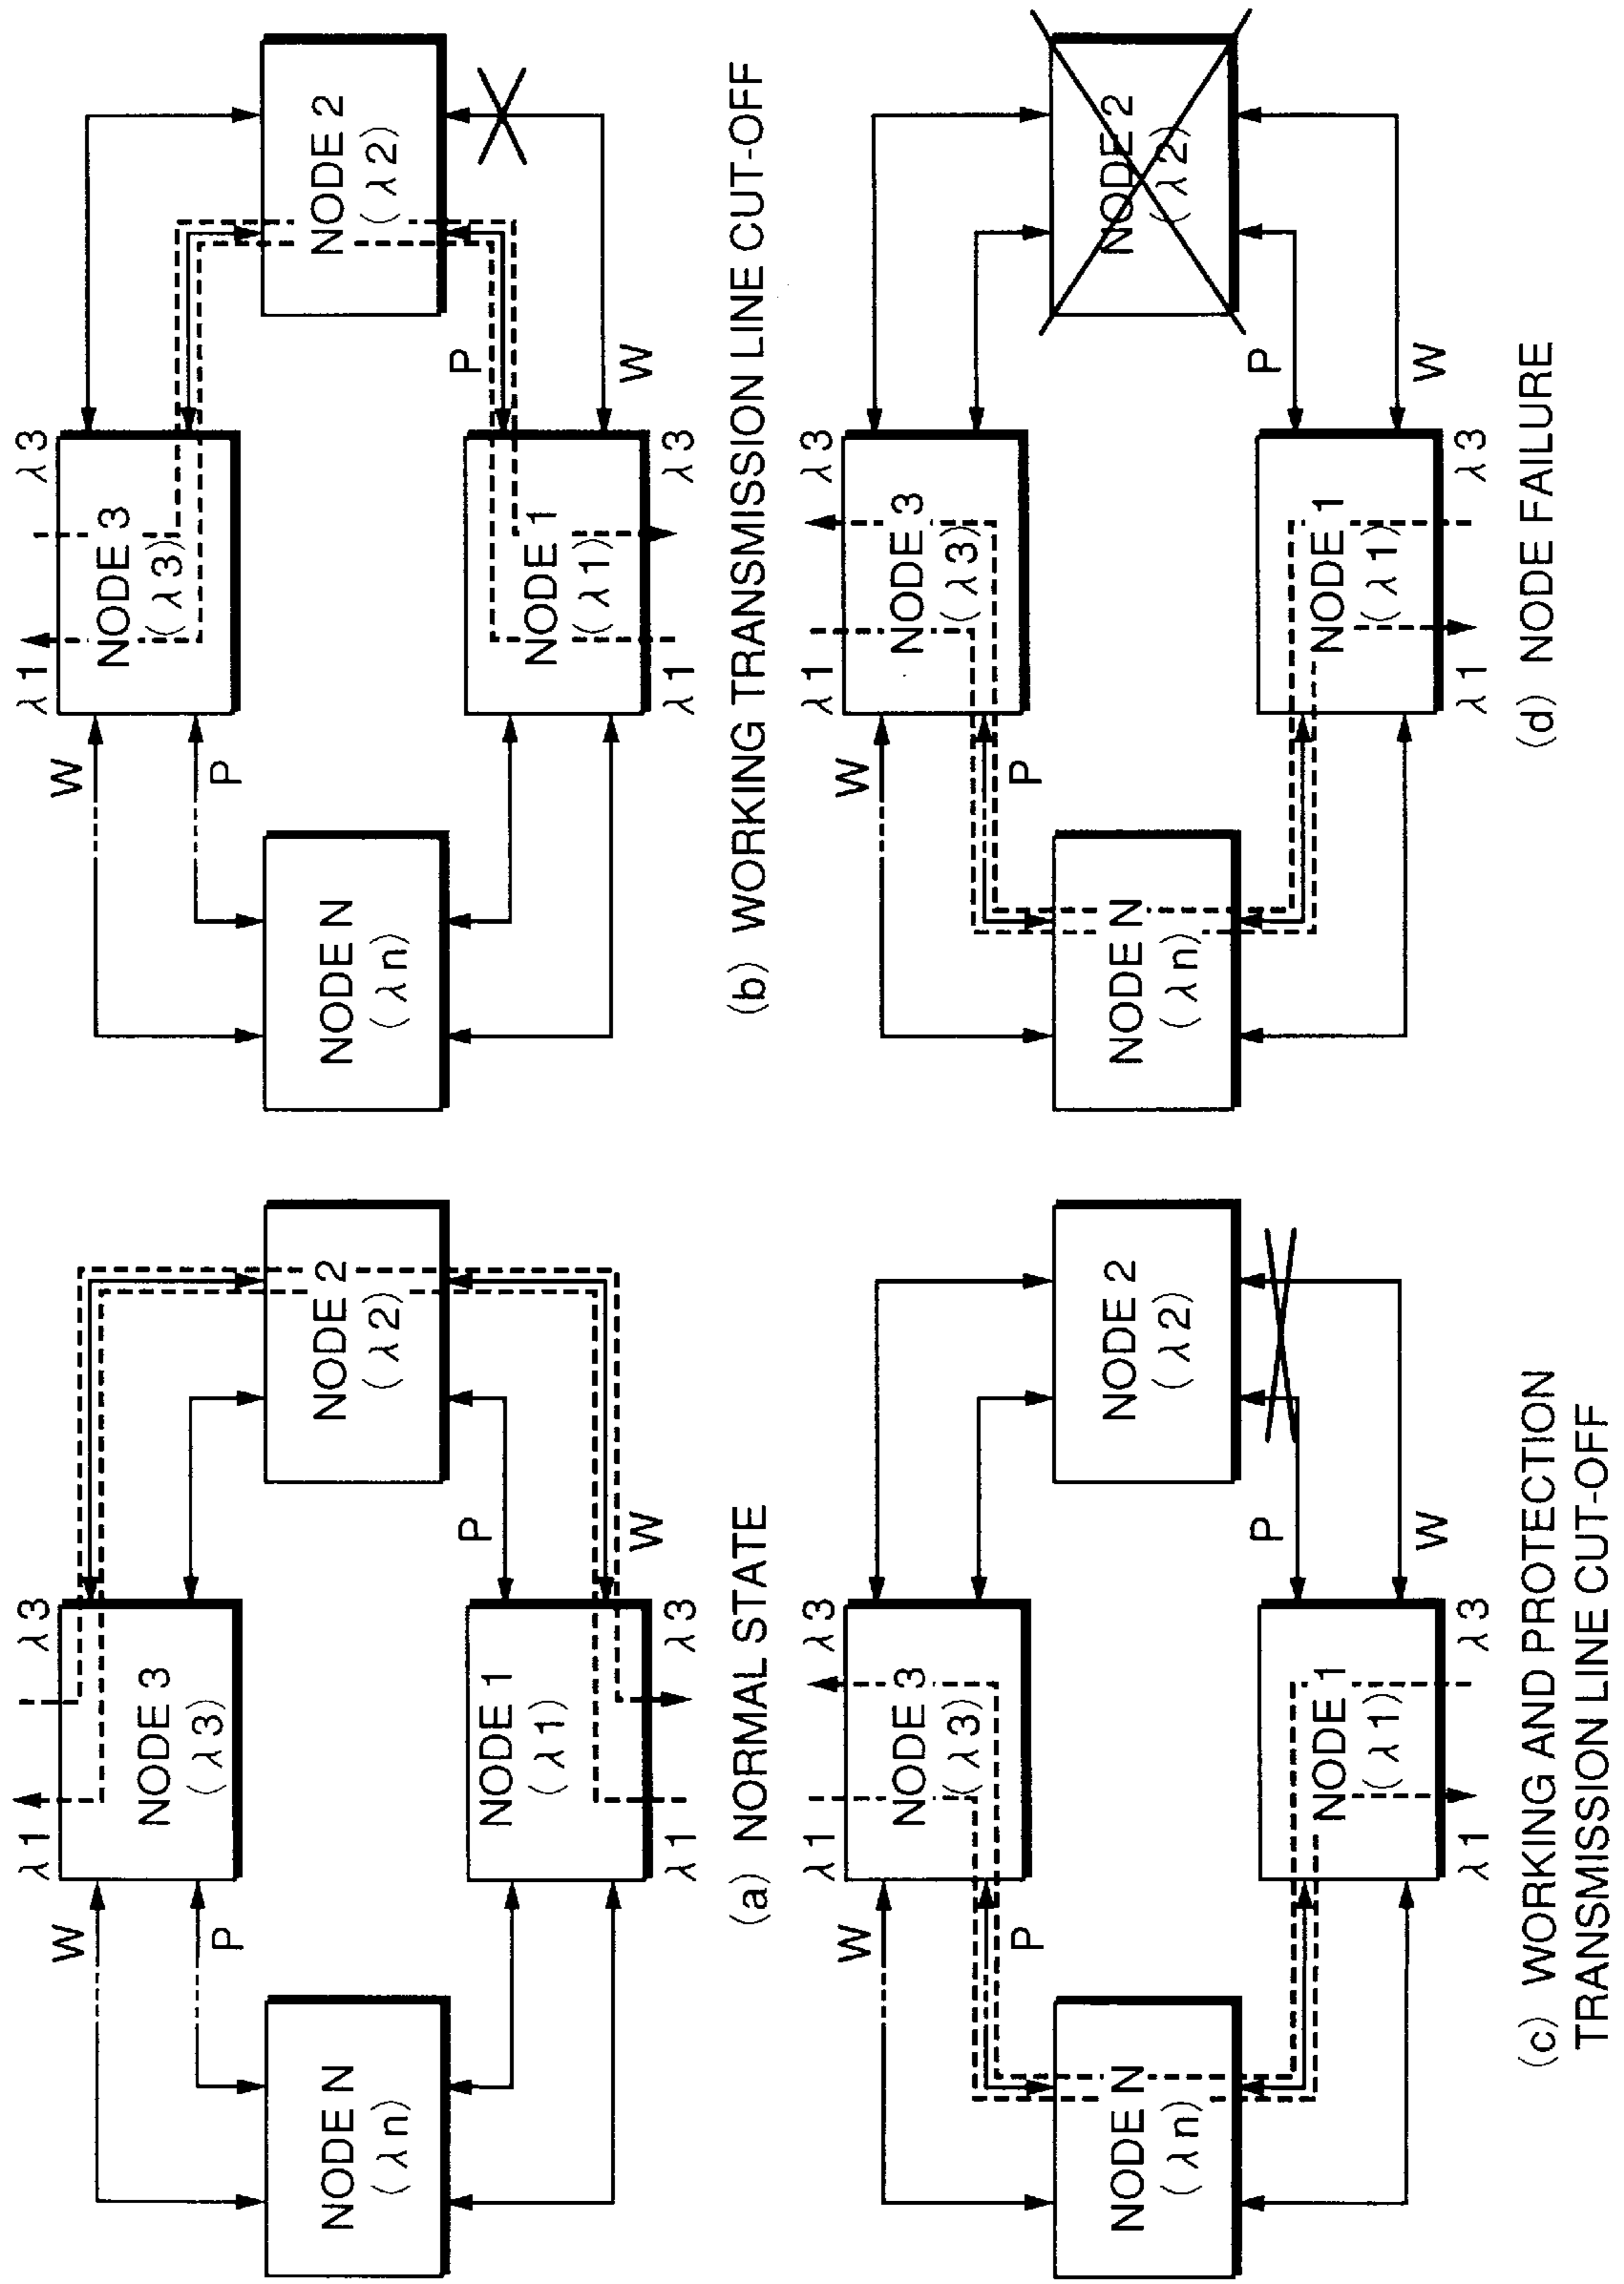 λ1
λ3
W
NODE 3
(λ3)
P
NODE N
(λn)
NODE 2
(λ2)
P
NODE 1
(λ1)
W
λ1
λ3
(a) NORMAL STATE
λ1
λ3
W
NODE 3
(λ3)
P
NODE N
(λn)
NODE 2
(λ2)
P
NODE 1
(λ1)
W
λ1
λ3
(b) WORKING TRANSMISSION LINE CUT-OFF
λ1
λ3
W
NODE 3
(λ3)
P
NODE N
(λn)
NODE 2
(λ2)
P
NODE 1
(λ1)
W
λ1
λ3
(c) WORKING AND PROTECTION
TRANSMISSION LINE CUT-OFF
λ1
λ3
W
NODE 3
(λ3)
P
NODE N
(λn)
NODE 2
(λ2)
P
NODE 1
(λ1)
W
λ1
λ3
(d) NODE FAILURE